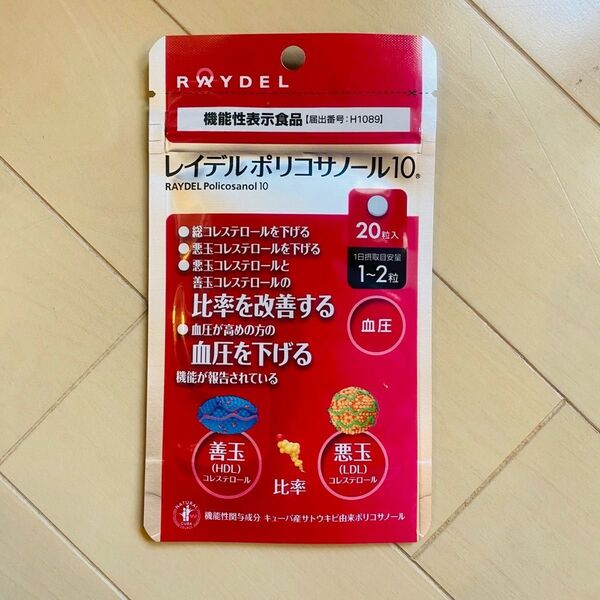 RAYDEL
機能性表示食品【届出番号:H1089】
レイデル ポリコサノール10®
RAYDEL Policosanol 10
20粒入
1日摂取目安量
1~2粒
●総コレステロールを下げる
●悪玉コレステロールを下げる
●悪玉コレステロールと
善玉コレステロールの
比率を改善する
●血圧が高めの方の
血圧を下げる
機能が報告されている
血圧
善玉
(HDL)
コレステロール
比率
悪玉
(LDL)
コレステロール
NATURAL
CUBA
機能性関与成分 キューバ産サトウキビ由来ポリコサノール